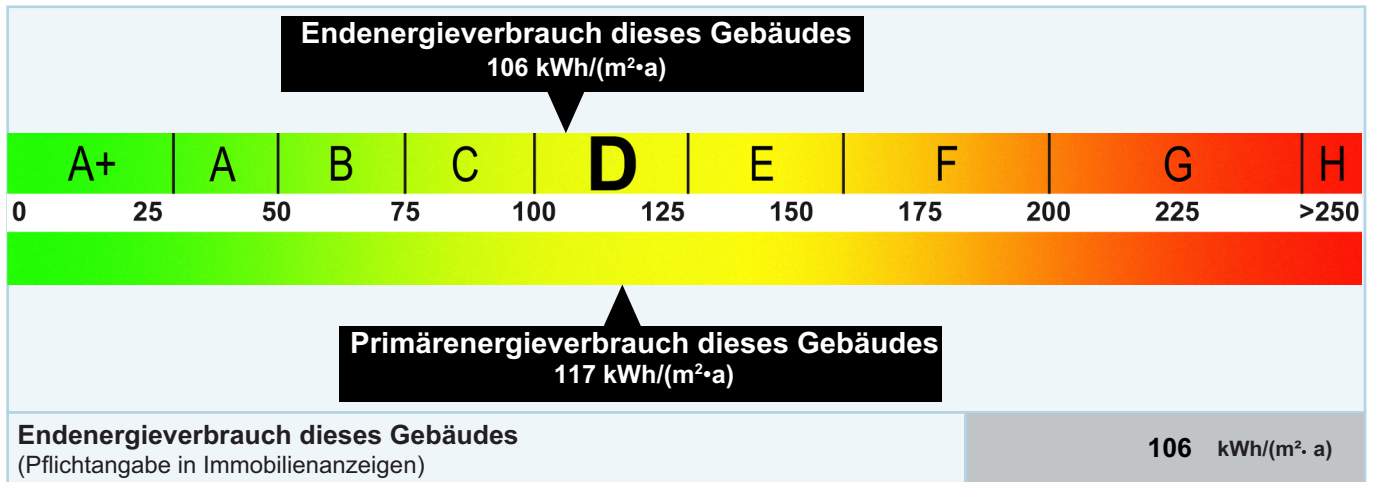 Endenergieverbrauch dieses Gebäudes
106 kWh/(m²•a)
A+ A B C D E F G H
0 25 50 75 100 125 150 175 200 225 >250
Primärenergieverbrauch dieses Gebäudes
117 kWh/(m²•a)
Endenergieverbrauch dieses Gebäudes
(Pflichtangabe in Immobilienanzeigen)
106 kWh/(m²· a)